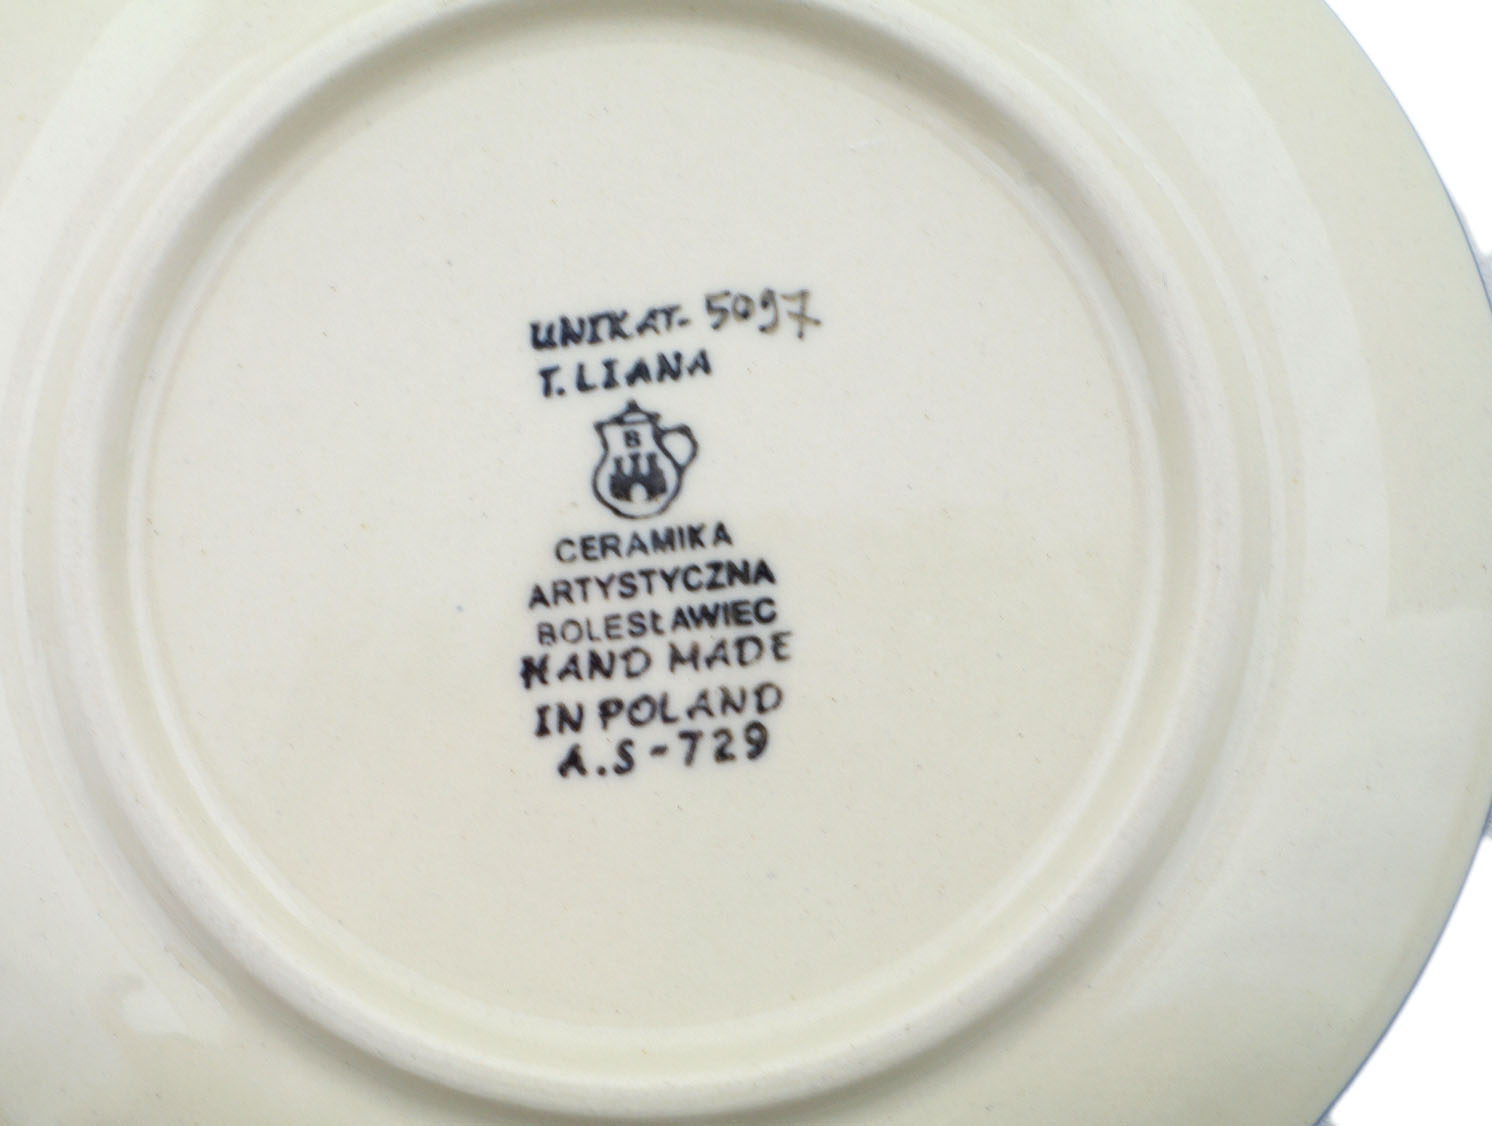 UNIKAT- 5097
T. LIANA
B
CERAMIKA
ARTYSTYCZNA
BOLESŁAWIEC
HAND MADE
IN POLAND
A.S-729